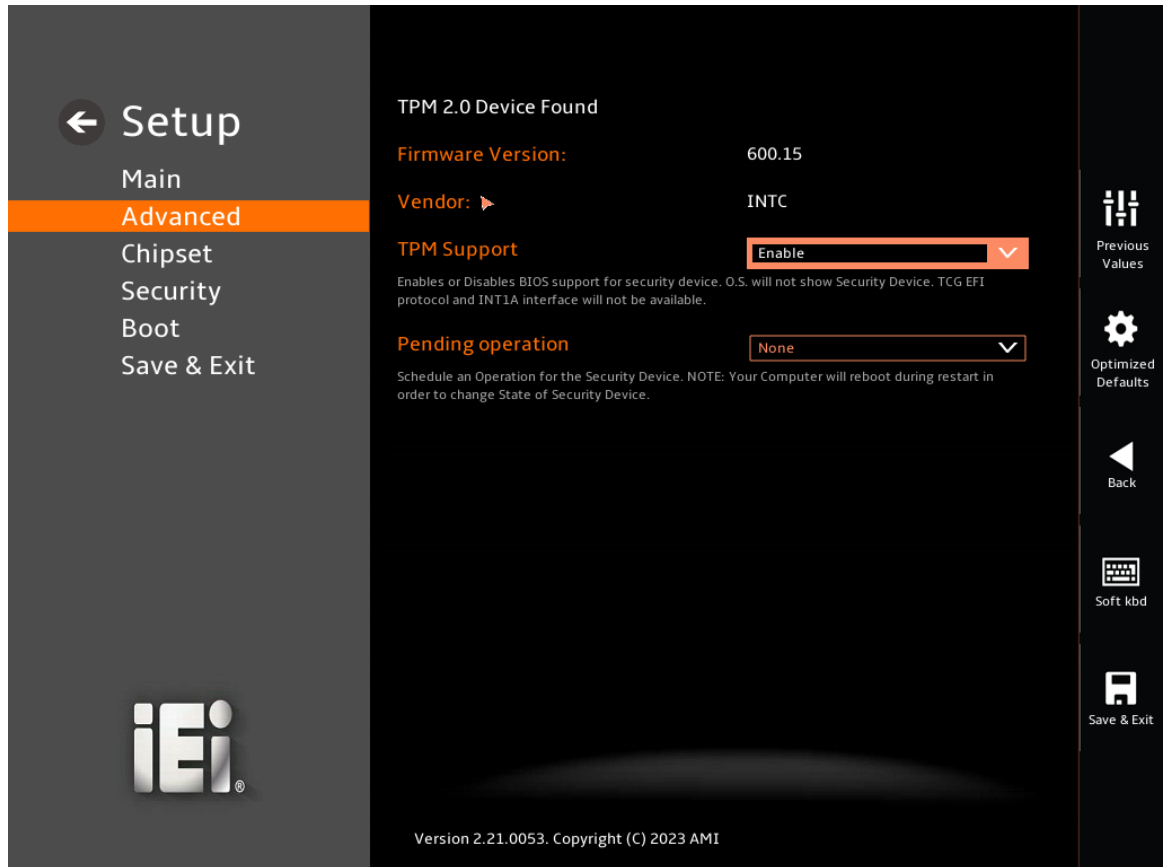 Setup
Main
Advanced
Chipset
Security
Boot
Save & Exit
TPM 2.0 Device Found
Firmware Version: 600.15
Vendor: INTC
TPM Support Enable
Enables or Disables BIOS support for security device. O.S. will not show Security Device. TCG EFI
protocol and INT1A interface will not be available.
Pending operation None
Schedule an Operation for the Security Device. NOTE: Your Computer will reboot during restart in
order to change State of Security Device.
Previous
Values
Optimized
Defaults
Back
Soft kbd
Save & Exit
iEi®
Version 2.21.0053. Copyright (C) 2023 AMI